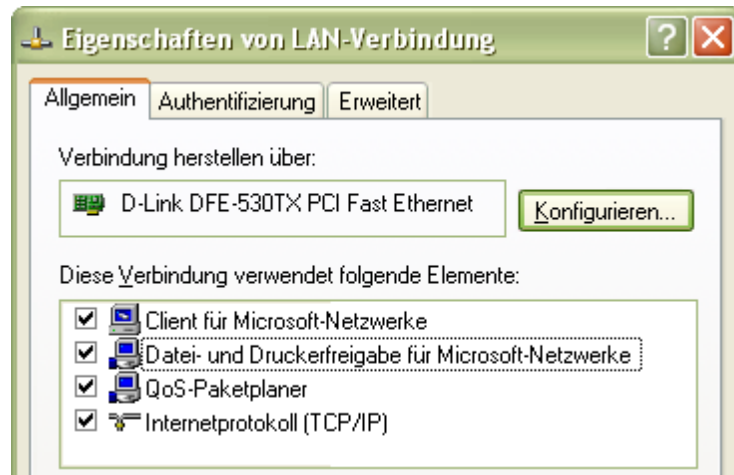 Eigenschaften von LAN-Verbindung
Allgemein Authentifizierung Erweitert
Verbindung herstellen über:
D-Link DFE-530TX PCI Fast Ethernet Konfigurieren...
Diese Verbindung verwendet folgende Elemente:
Client für Microsoft-Netzwerke
Datei- und Druckerfreigabe für Microsoft-Netzwerke
QoS-Paketplaner
Internetprotokoll (TCP/IP)